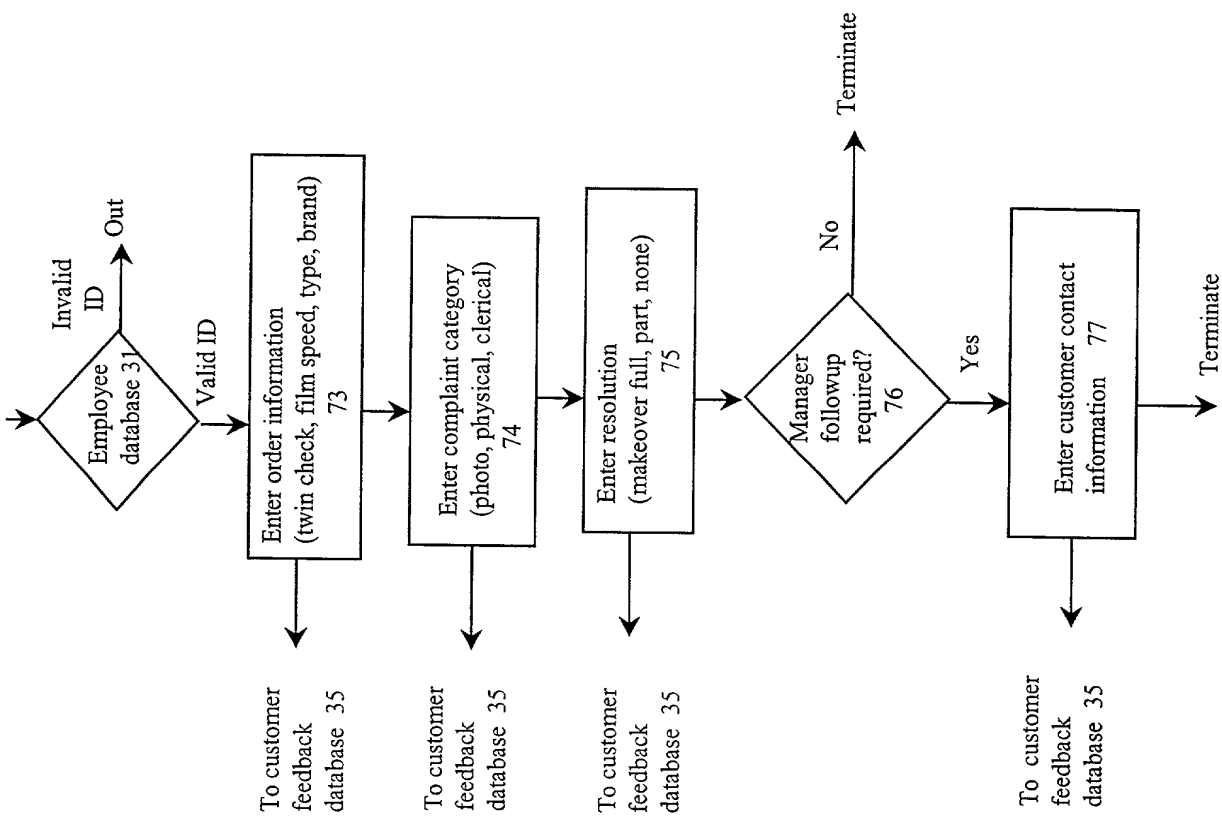 Employee
database 31
Invalid
ID
Out
Valid ID
Enter order information
(twin check, film speed, type, brand)
73
To customer
feedback
database 35
Enter complaint category
(photo, physical, clerical)
74
To customer
feedback
database 35
Enter resolution
(makeover full, part, none)
75
To customer
feedback
database 35
Manager
followup
required?
76
No
Terminate
Yes
Enter customer contact
information 77
To customer
feedback
database 35
Terminate